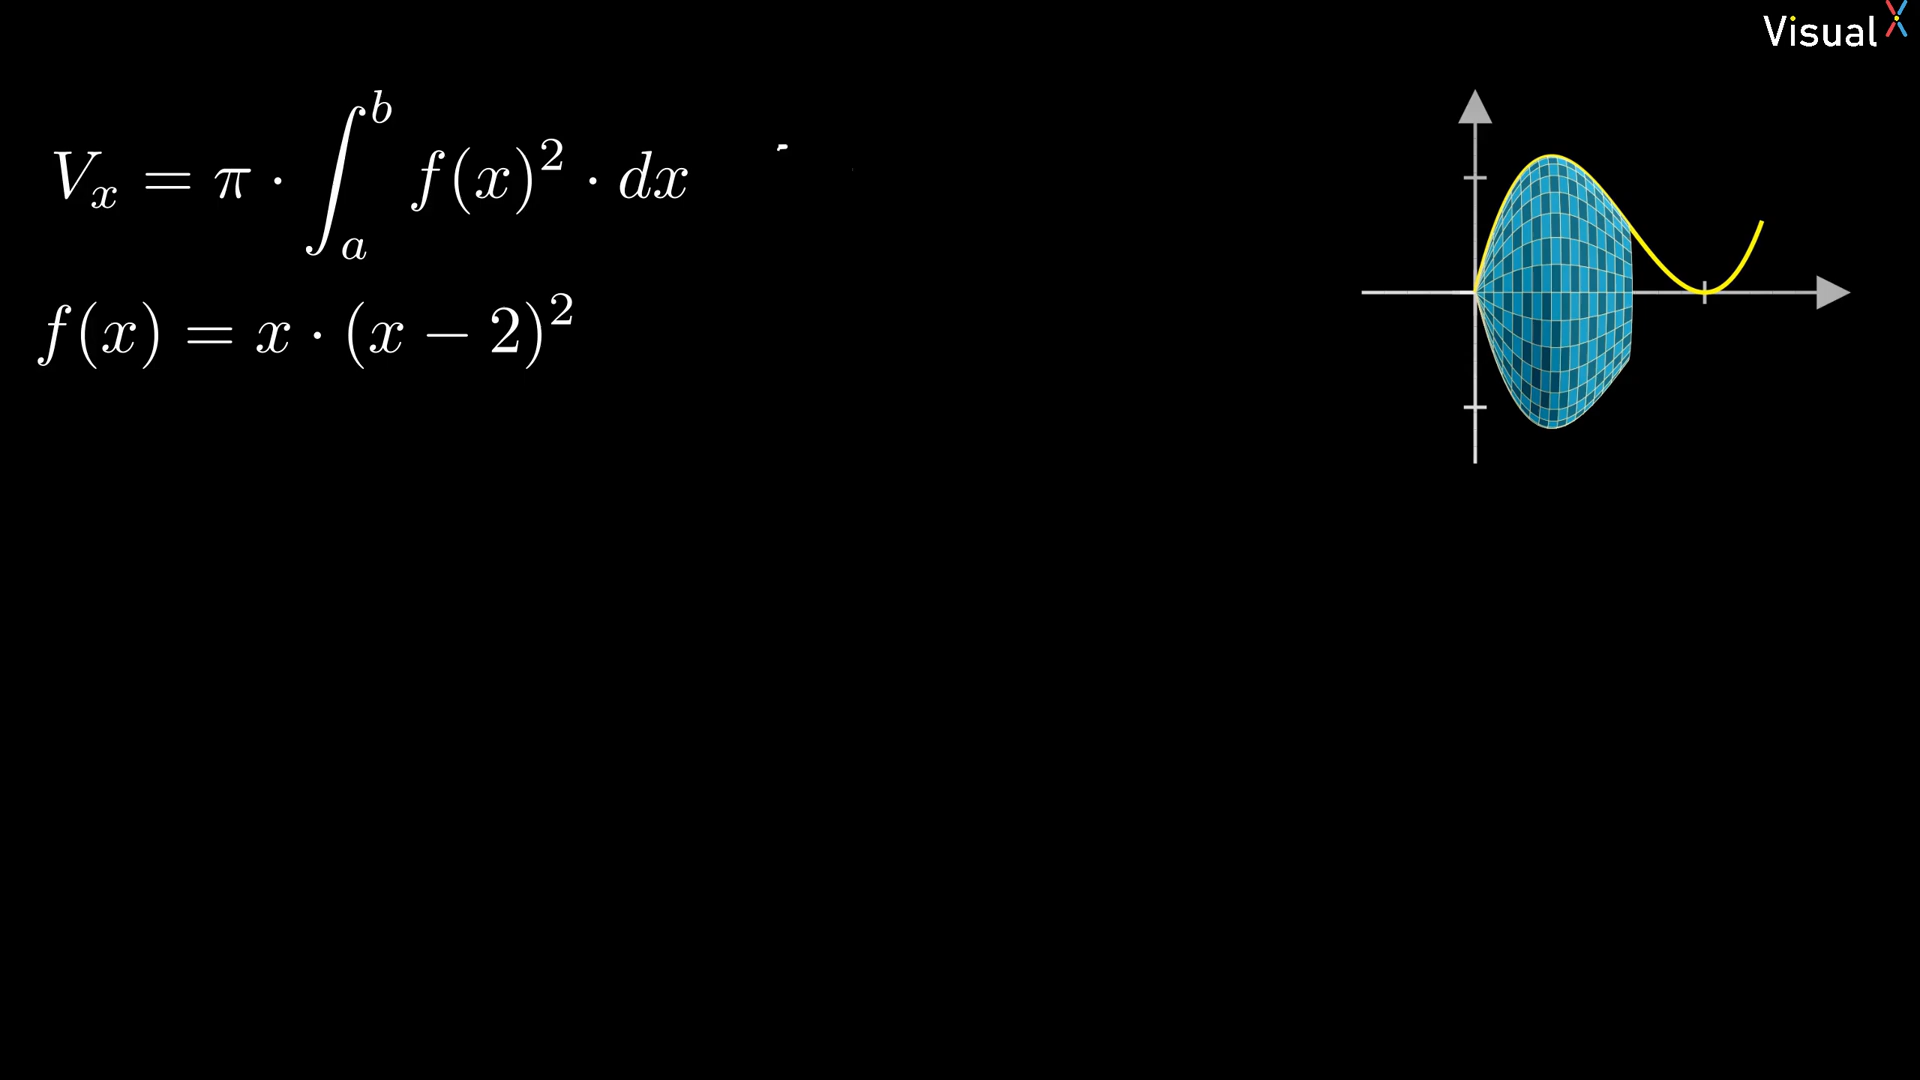 Visual X
V_x = π · ∫_a^b f(x)^2 · dx
f(x) = x · (x − 2)^2